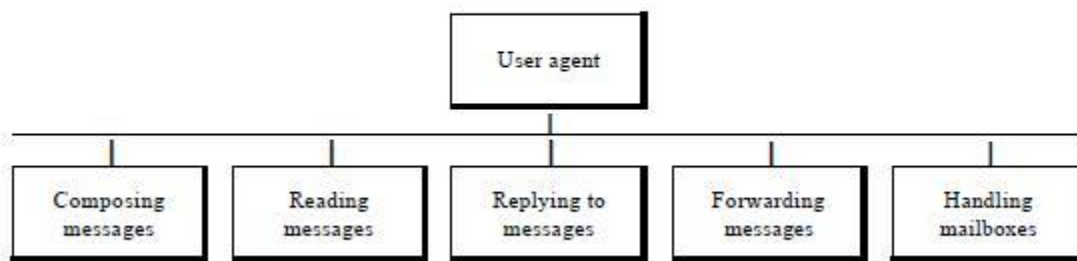 User agent
Composing
messages
Reading
messages
Replying to
messages
Forwarding
messages
Handling
mailboxes